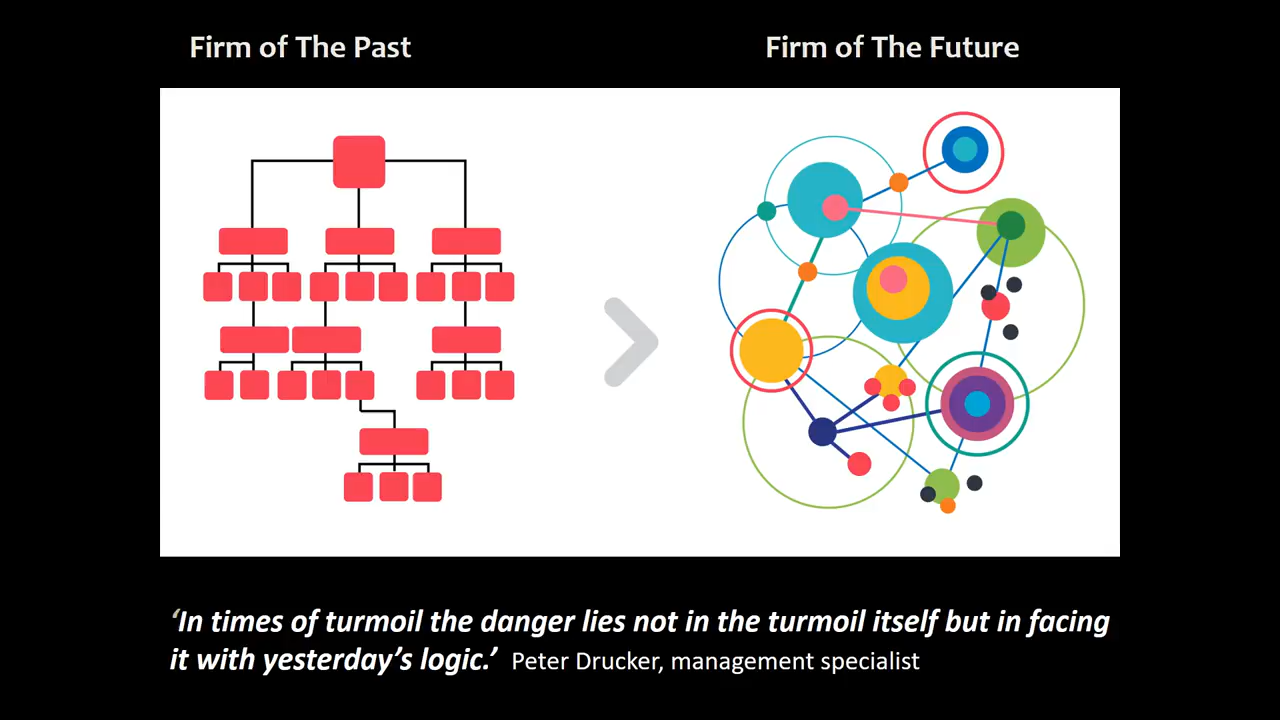 Firm of The Past
Firm of The Future
‘In times of turmoil the danger lies not in the turmoil itself but in facing
it with yesterday’s logic.’ Peter Drucker, management specialist